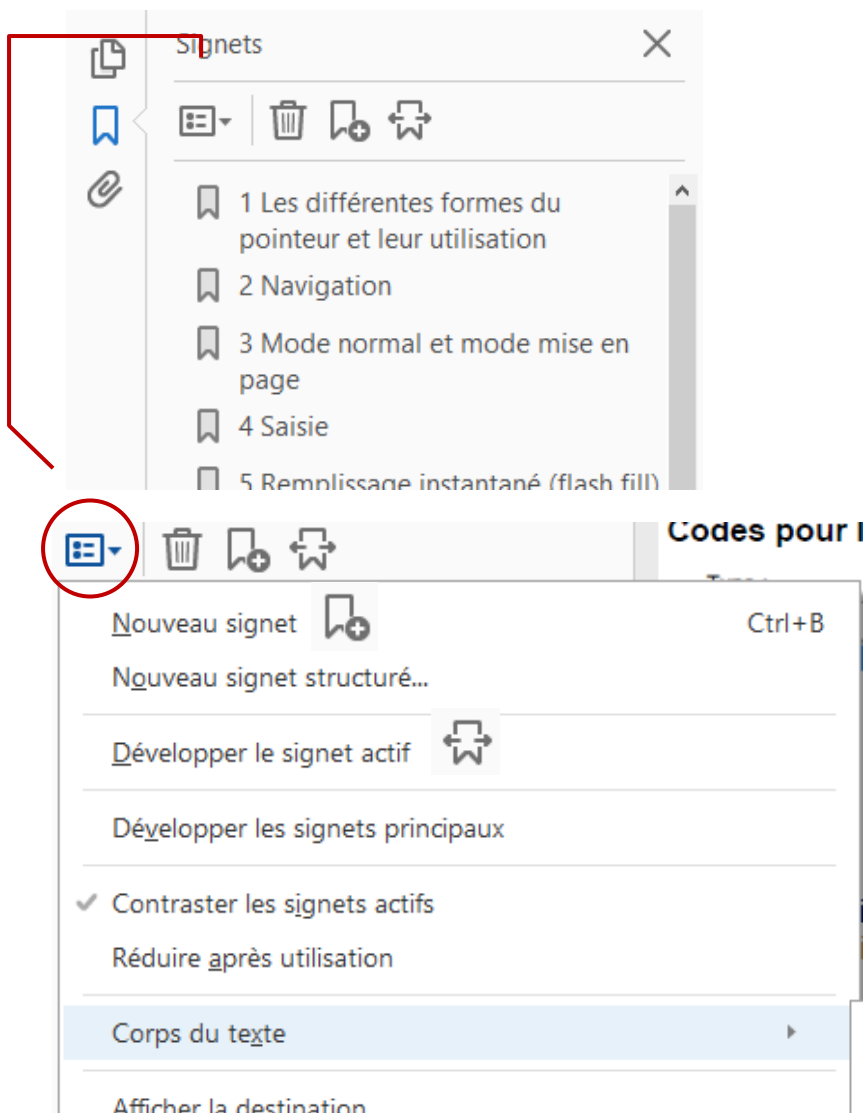 Signets
1 Les différentes formes du
pointeur et leur utilisation
2 Navigation
3 Mode normal et mode mise en
page
4 Saisie
5 Remplissage instantané (flash fill)
Codes pour
Nouveau signet Ctrl+B
Nouveau signet structuré...
Développer le signet actif
Développer les signets principaux
Contraster les signets actifs
Réduire après utilisation
Corps du texte
Afficher la destination